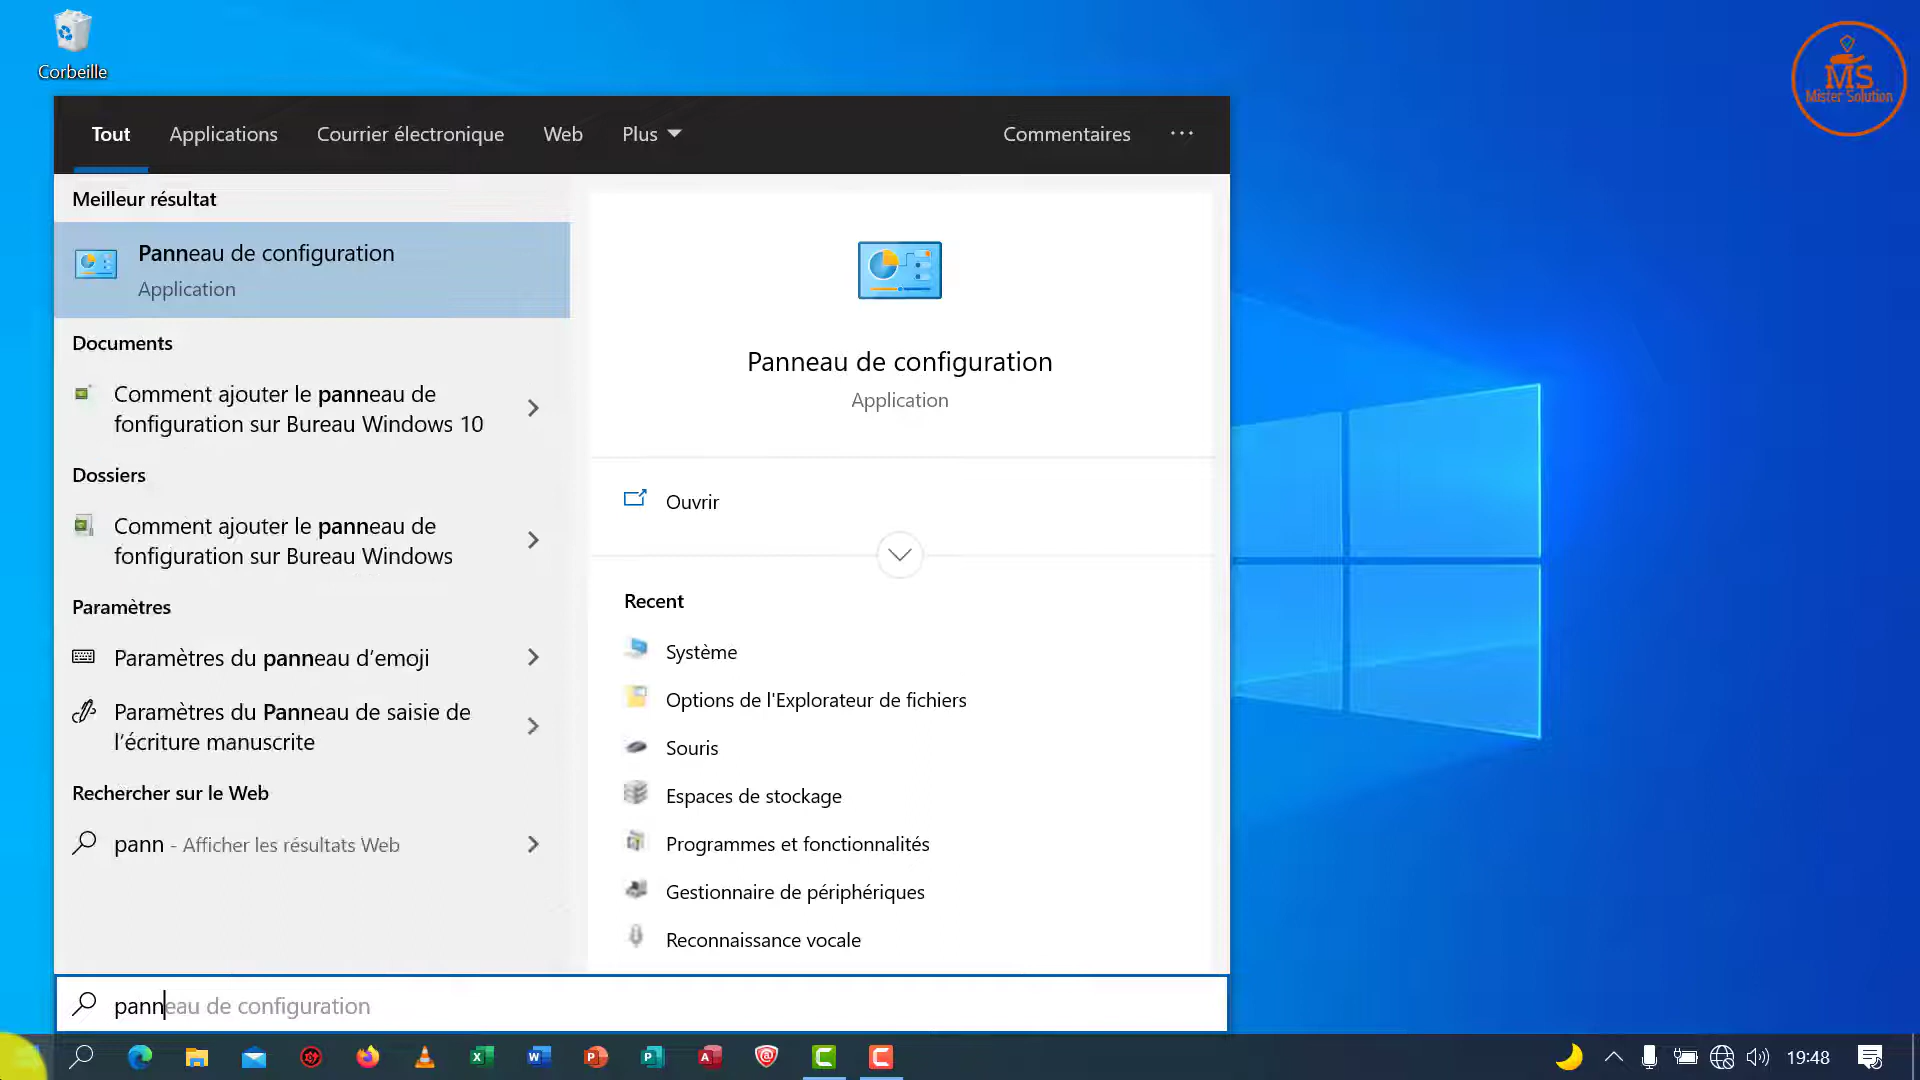 Corbeille
MS
Mister Solution
Tout
Applications
Courrier électronique
Web
Plus
Commentaires
Meilleur résultat
Panneau de configuration
Application
Documents
Comment ajouter le panneau de
fonfiguration sur Bureau Windows 10
Dossiers
Comment ajouter le panneau de
fonfiguration sur Bureau Windows
Paramètres
Paramètres du panneau d’emoji
Paramètres du Panneau de saisie de
l’écriture manuscrite
Rechercher sur le Web
pann - Afficher les résultats Web
Panneau de configuration
Application
Ouvrir
Recent
Système
Options de l'Explorateur de fichiers
Souris
Espaces de stockage
Programmes et fonctionnalités
Gestionnaire de périphériques
Reconnaissance vocale
panneau de configuration
19:48